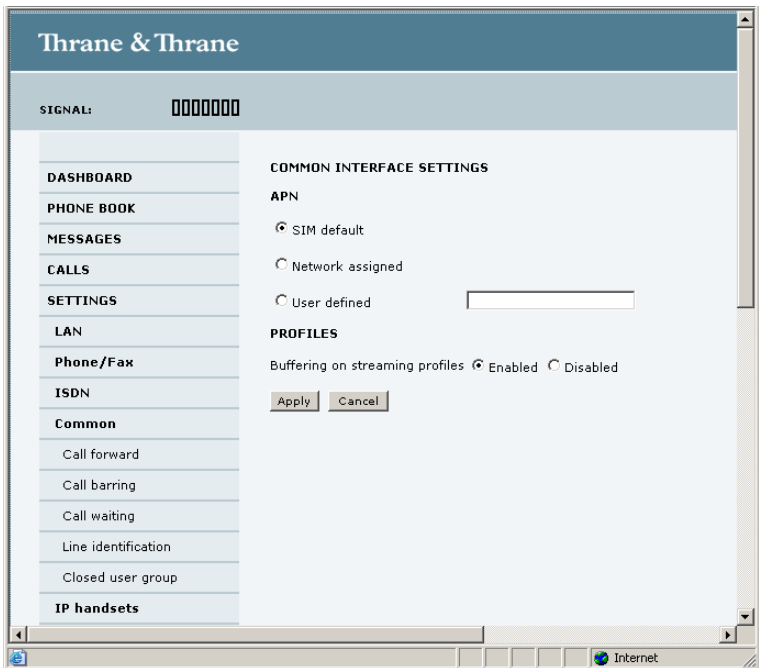 Thrane & Thrane
SIGNAL:
DASHBOARD
PHONE BOOK
MESSAGES
CALLS
SETTINGS
LAN
Phone/Fax
ISDN
Common
Call forward
Call barring
Call waiting
Line identification
Closed user group
IP handsets
COMMON INTERFACE SETTINGS
APN
SIM default
Network assigned
User defined
PROFILES
Buffering on streaming profiles Enabled Disabled
Apply Cancel
Internet